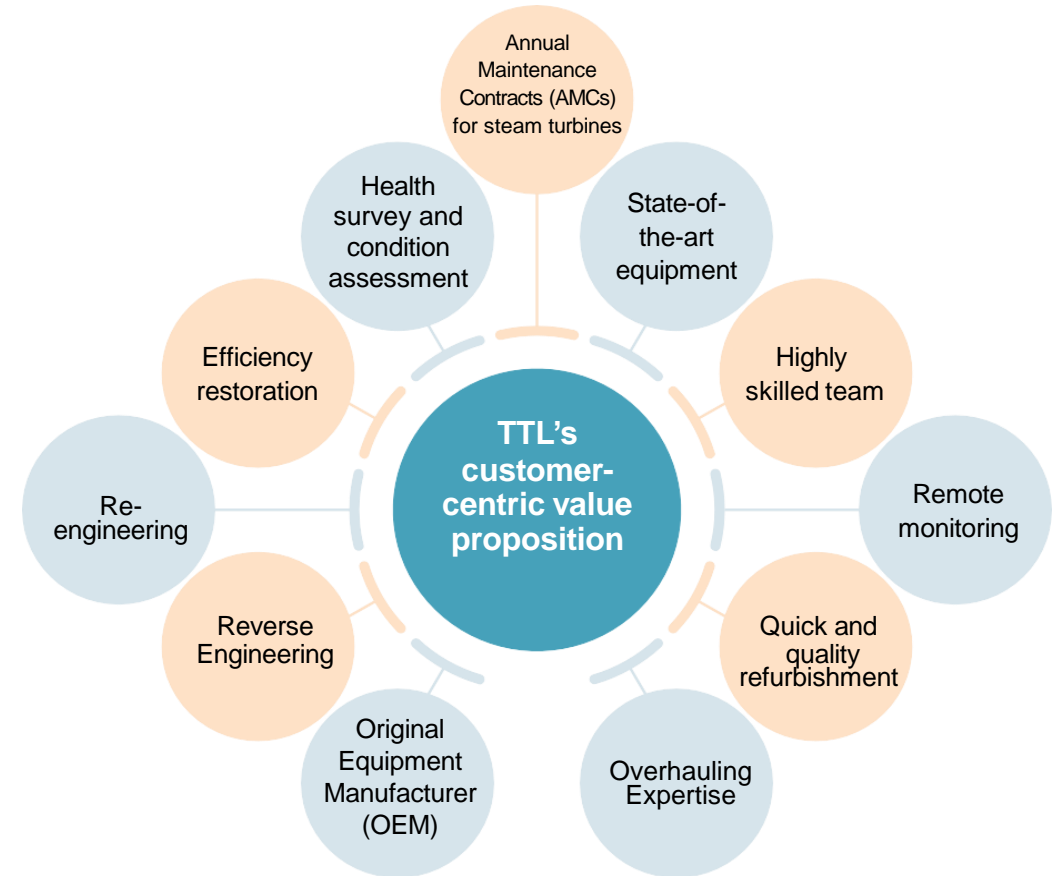 Annual
Maintenance
Contracts (AMCs)
for steam turbines
Health
survey and
condition
assessment
State-of-
the-art
equipment
Efficiency
restoration
Highly
skilled team
Re-
engineering
TTL's
customer-
centric value
proposition
Remote
monitoring
Reverse
Engineering
Quick and
quality
refurbishment
Original
Equipment
Manufacturer
(OEM)
Overhauling
Expertise